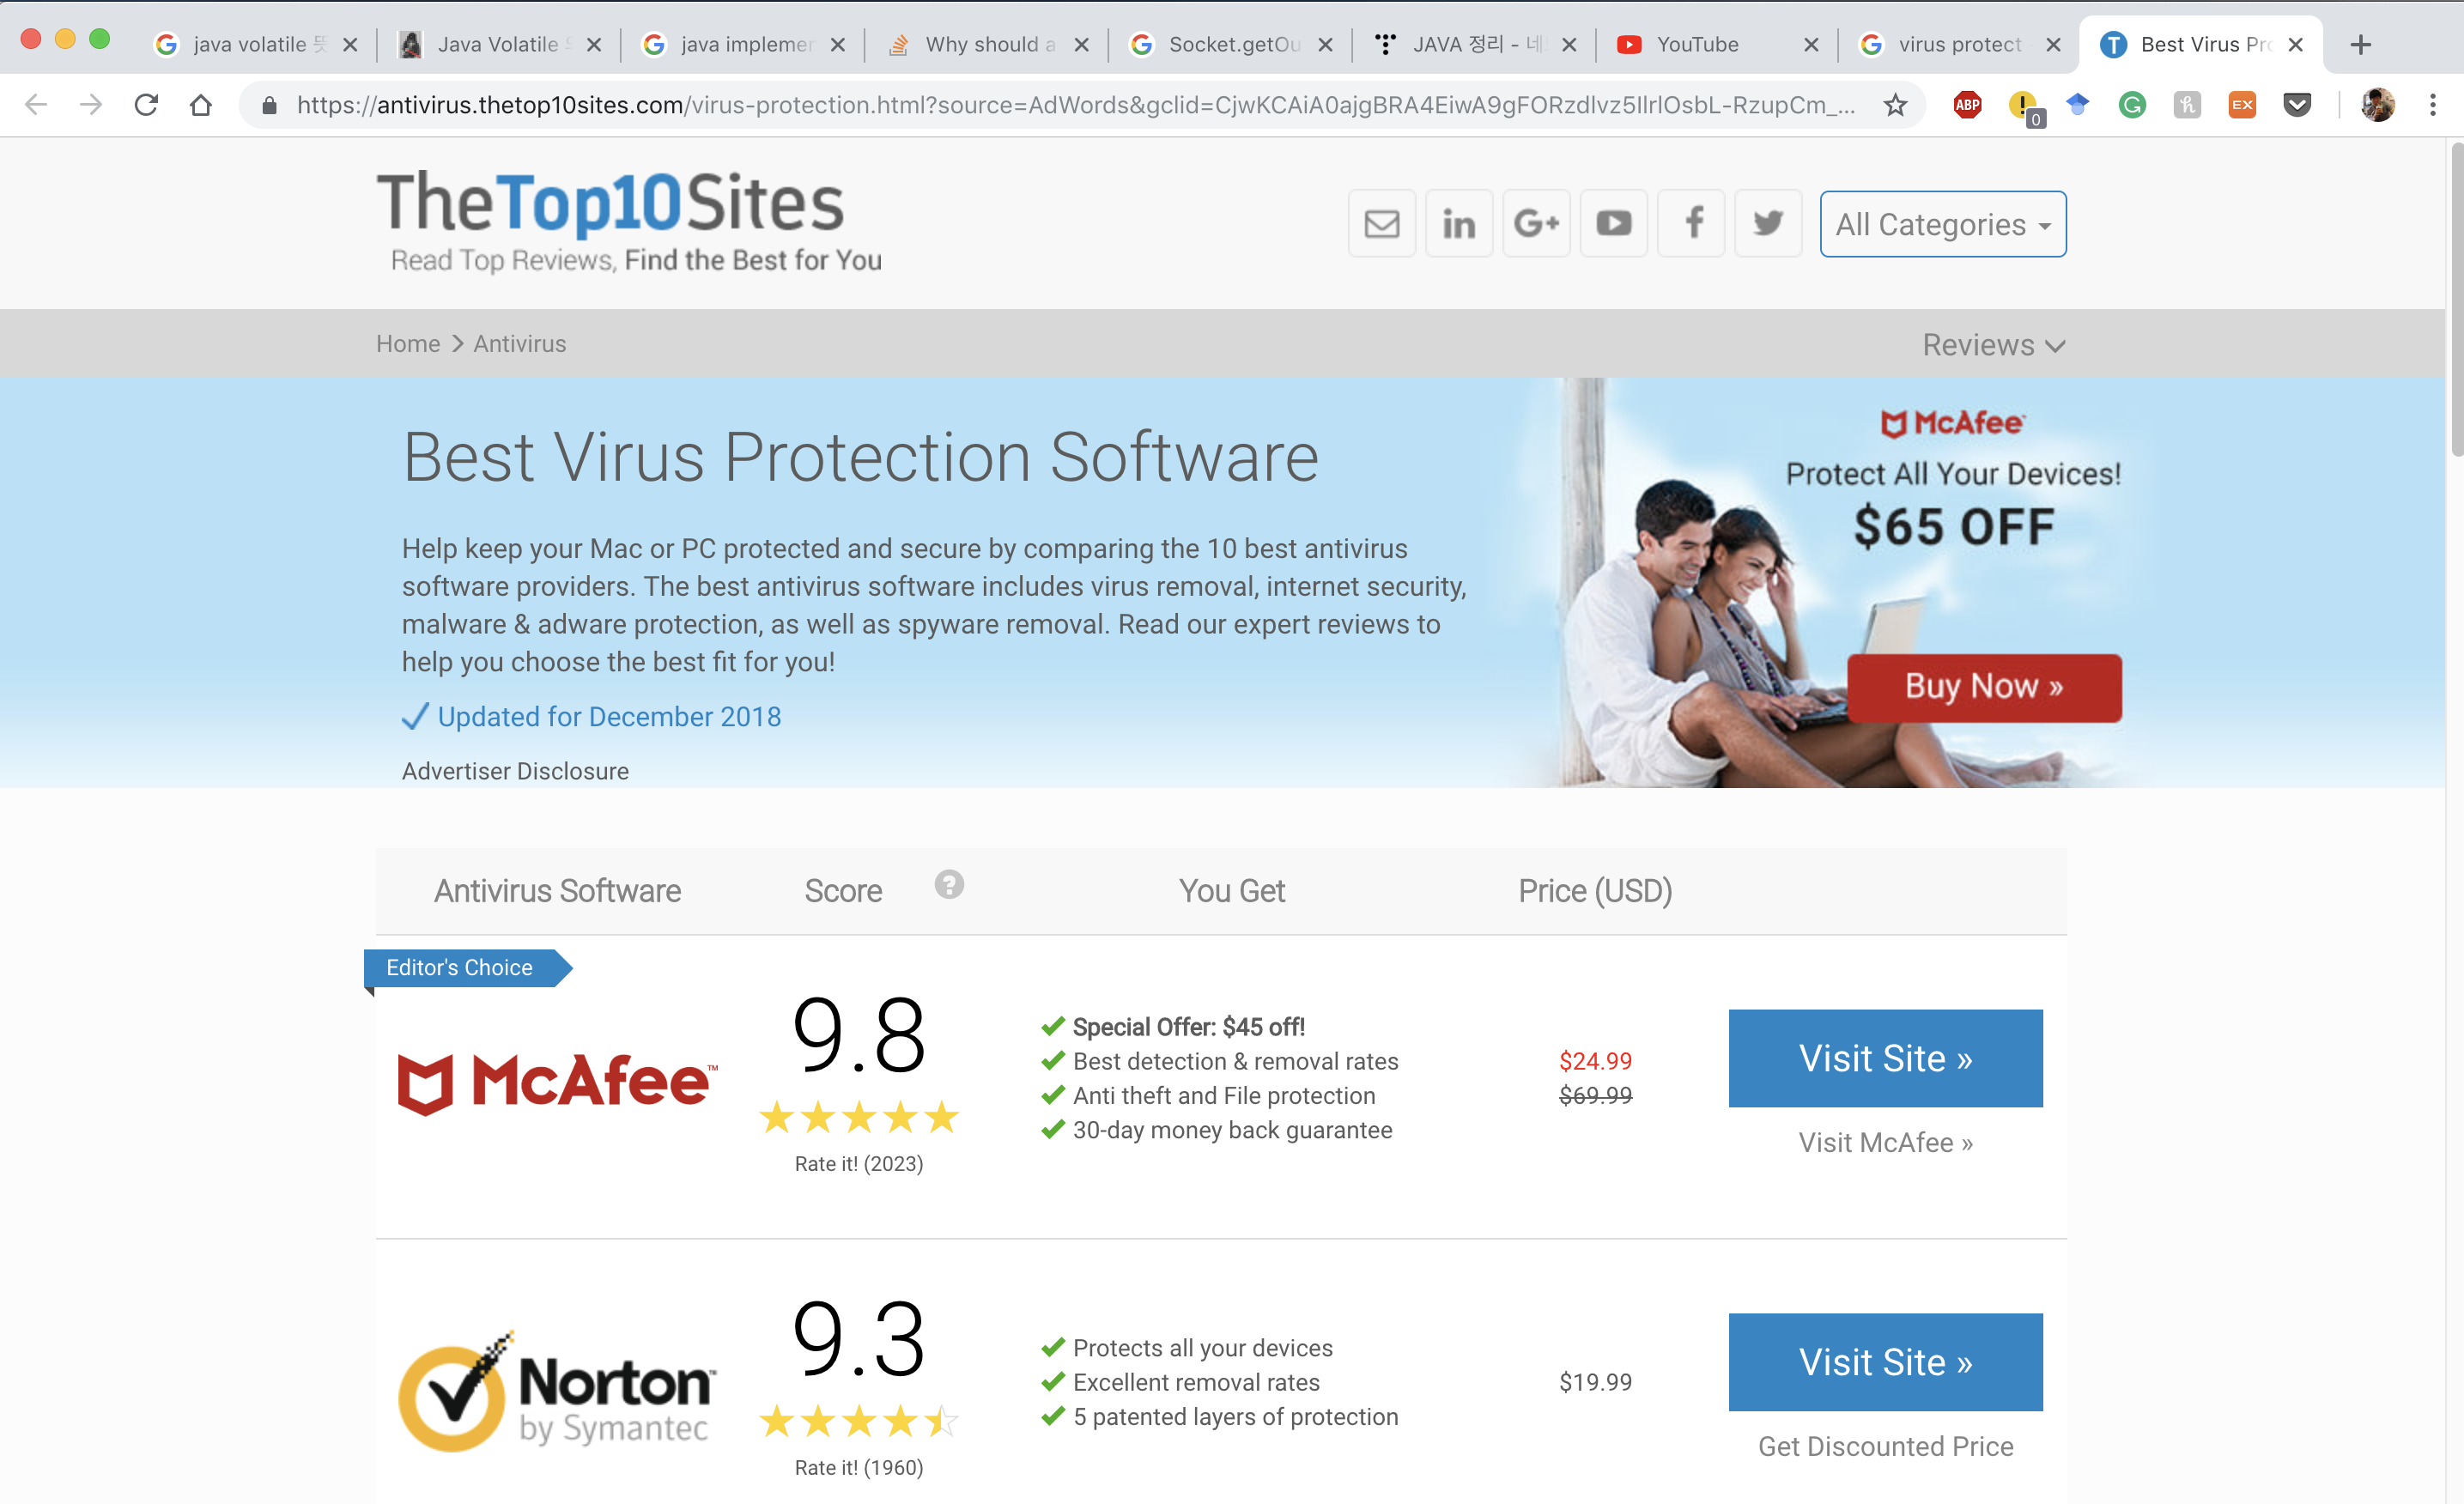 java volatile 뜻
Java Volatile S
java implemen
Why should a
Socket.getOu
JAVA 정리 - 네
YouTube
virus protect
Best Virus Pro
https://antivirus.thetop10sites.com/virus-protection.html?source=AdWords&gclid=CjwKCAiA0ajgBRA4EiwA9gFORzdlvz5IlrlOsbL-RzupCm_...
ABP
0
EX
TheTop10Sites
Read Top Reviews, Find the Best for You
All Categories
Home > Antivirus
Reviews
Best Virus Protection Software
Help keep your Mac or PC protected and secure by comparing the 10 best antivirus
software providers. The best antivirus software includes virus removal, internet security,
malware & adware protection, as well as spyware removal. Read our expert reviews to
help you choose the best fit for you!
Updated for December 2018
Advertiser Disclosure
McAfee
Protect All Your Devices!
$65 OFF
Buy Now »
Antivirus Software
Score
?
You Get
Price (USD)
Editor's Choice
McAfee™
9.8
Rate it! (2023)
Special Offer: $45 off!
Best detection & removal rates
Anti theft and File protection
30-day money back guarantee
$24.99
$69.99
Visit Site »
Visit McAfee »
Norton™
by Symantec
9.3
Rate it! (1960)
Protects all your devices
Excellent removal rates
5 patented layers of protection
$19.99
Visit Site »
Get Discounted Price